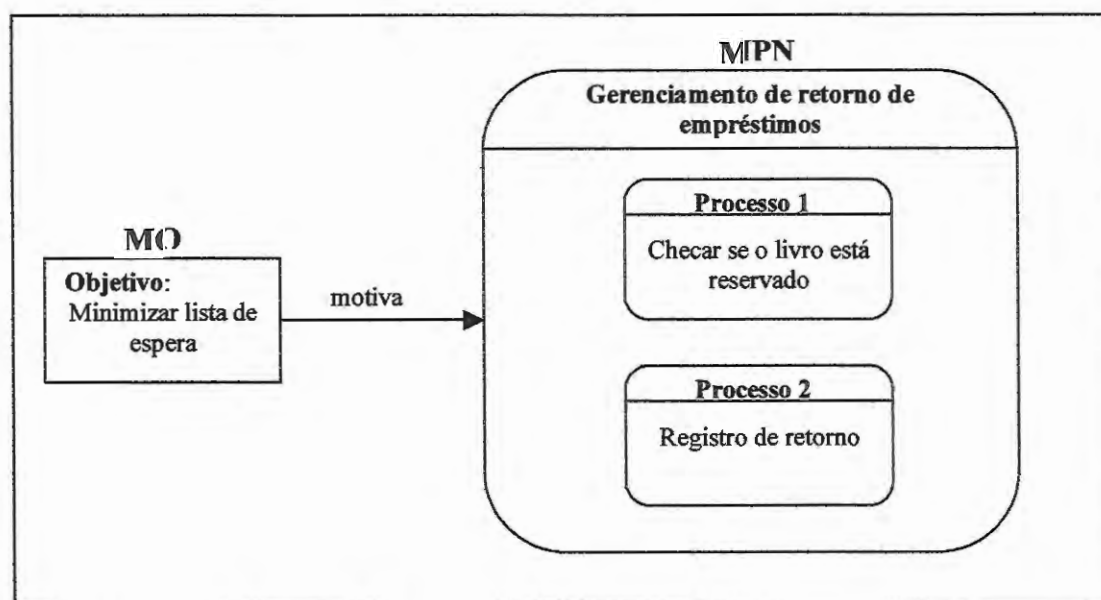 MPN
Gerenciamento de retorno de
empréstimos
Processo 1
Checar se o livro está
reservado
MO
Objetivo:
Minimizar lista de
espera
motiva
Processo 2
Registro de retorno